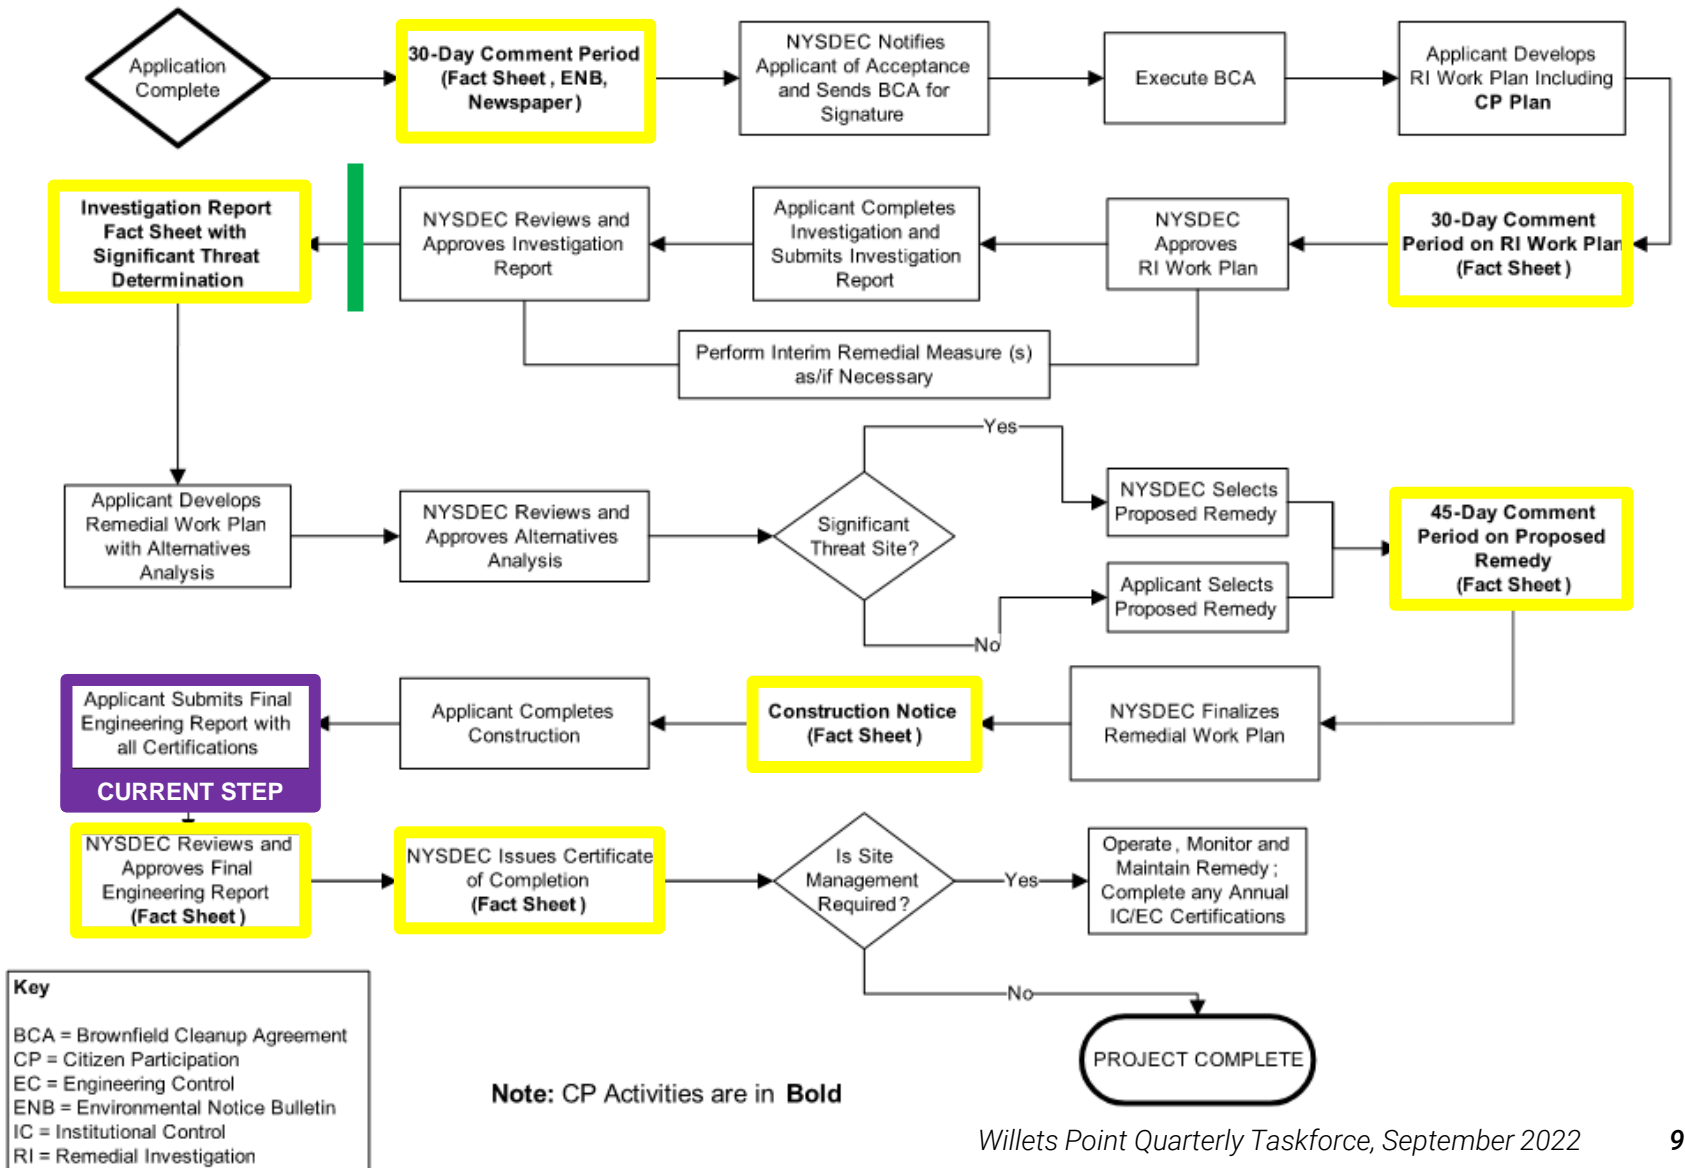 Application
Complete
30-Day Comment Period
(Fact Sheet, ENB,
Newspaper)
NYSDEC Notifies
Applicant of Acceptance
and Sends BCA for
Signature
Execute BCA
Applicant Develops
RI Work Plan Including
CP Plan
Investigation Report
Fact Sheet with
Significant Threat
Determination
NYSDEC Reviews and
Approves Investigation
Report
Applicant Completes
Investigation and
Submits Investigation
Report
NYSDEC
Approves
RI Work Plan
30-Day Comment
Period on RI Work Plan
(Fact Sheet)
Perform Interim Remedial Measure (s)
as/if Necessary
Applicant Develops
Remedial Work Plan
with Alternatives
Analysis
NYSDEC Reviews and
Approves Alternatives
Analysis
Significant
Threat Site?
Yes
No
NYSDEC Selects
Proposed Remedy
Applicant Selects
Proposed Remedy
45-Day Comment
Period on Proposed
Remedy
(Fact Sheet)
Applicant Submits Final
Engineering Report with
all Certifications
CURRENT STEP
Applicant Completes
Construction
Construction Notice
(Fact Sheet)
NYSDEC Finalizes
Remedial Work Plan
NYSDEC Reviews and
Approves Final
Engineering Report
(Fact Sheet)
NYSDEC Issues Certificate
of Completion
(Fact Sheet)
Is Site
Management
Required?
Yes
Operate, Monitor and
Maintain Remedy;
Complete any Annual
IC/EC Certifications
No
PROJECT COMPLETE
Key
BCA = Brownfield Cleanup Agreement
CP = Citizen Participation
EC = Engineering Control
ENB = Environmental Notice Bulletin
IC = Institutional Control
RI = Remedial Investigation
Note: CP Activities are in Bold
Willets Point Quarterly Taskforce, September 2022 9